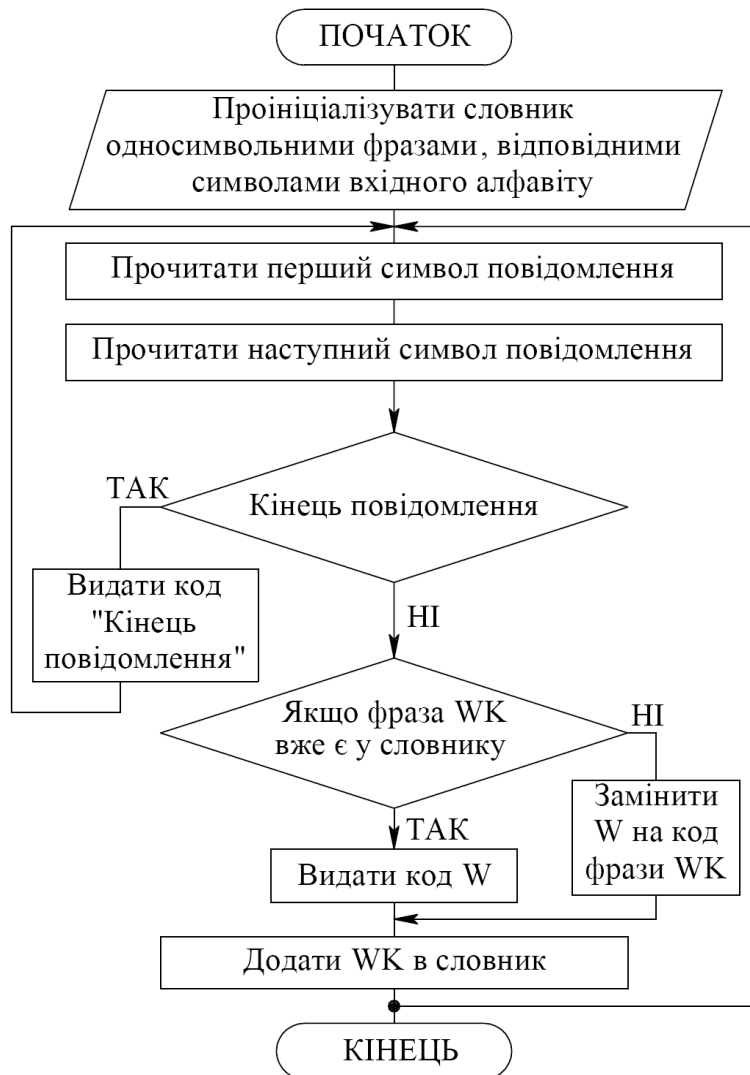 ПОЧАТОК
Проініціалізувати словник
односимвольними фразами, відповідними
символами вхідного алфавіту
Прочитати перший символ повідомлення
Прочитати наступний символ повідомлення
ТАК
Кінець повідомлення
Видати код
"Кінець
повідомлення"
НІ
Якщо фраза WK
вже є у словнику
НІ
Замінити
W на код
фрази WK
ТАК
Видати код W
Додати WK в словник
КІНЕЦЬ